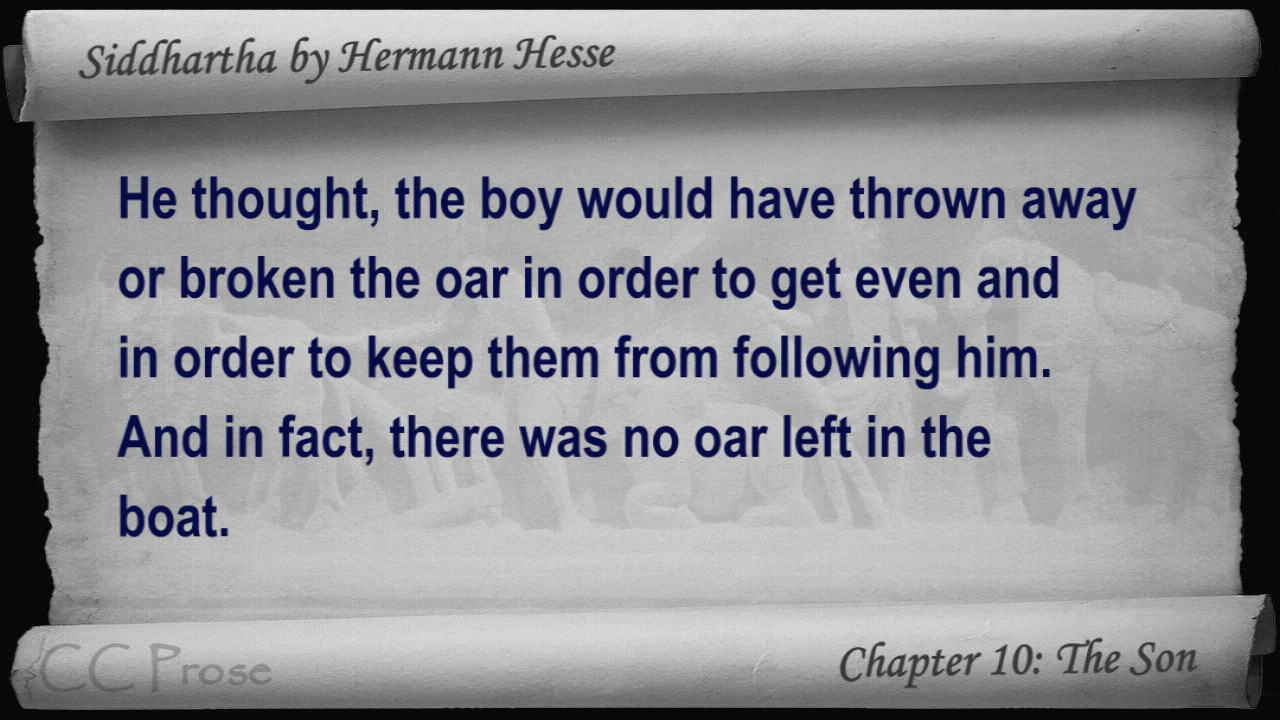 Siddhartha by Hermann Hesse
He thought, the boy would have thrown away
or broken the oar in order to get even and
in order to keep them from following him.
And in fact, there was no oar left in the
boat.
CC Prose
Chapter 10: The Son